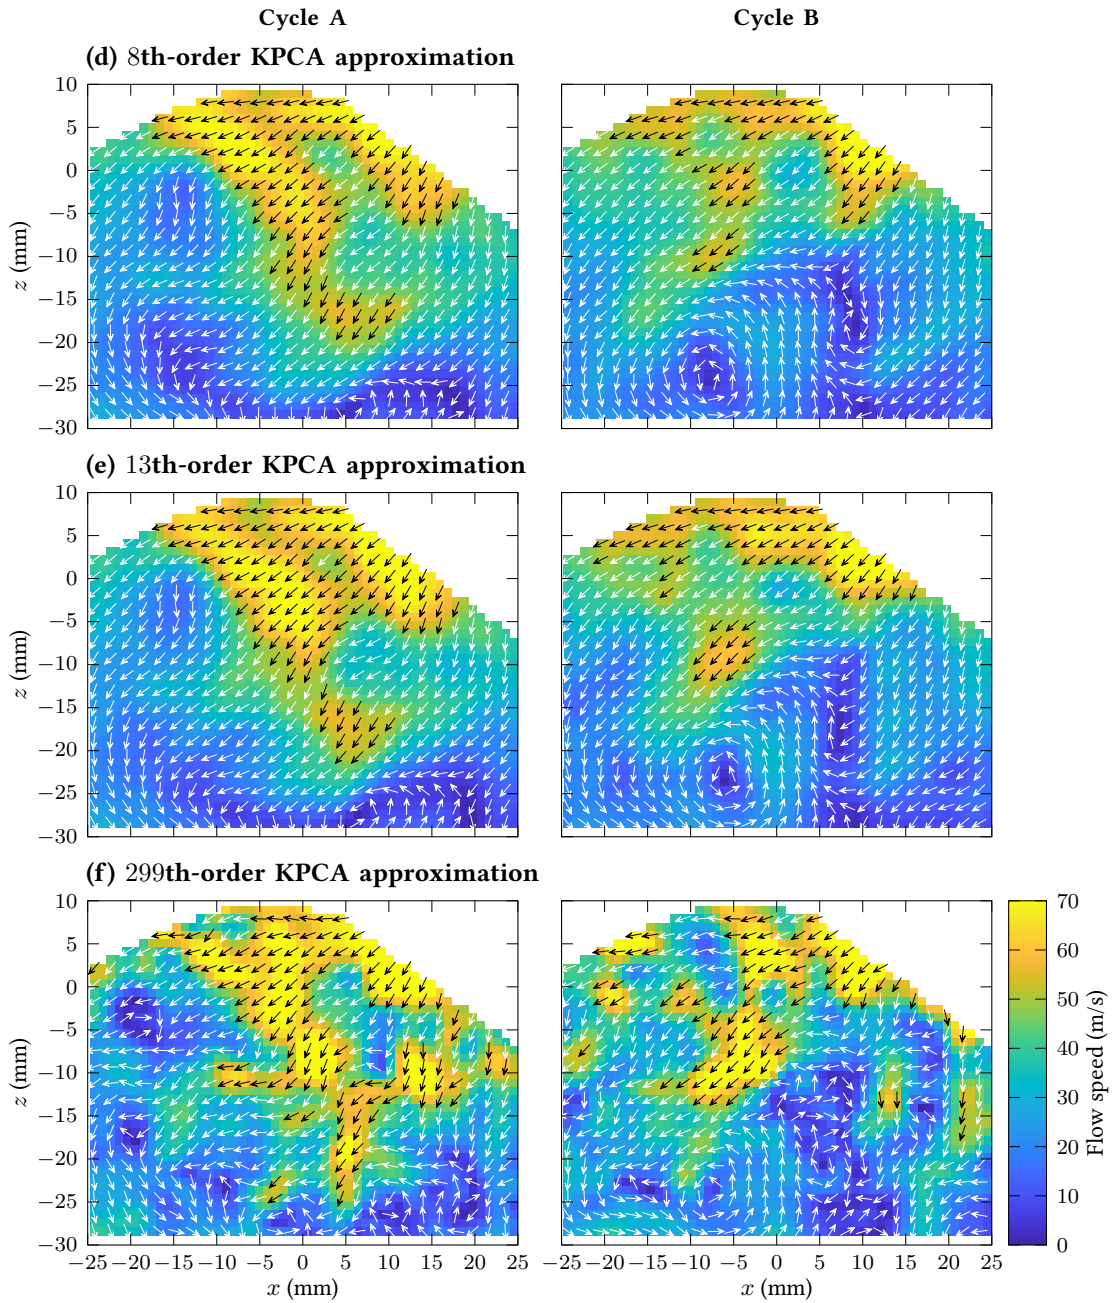 Cycle A Cycle B
(d) 8th-order KPCA approximation
10
5
0
−5
−10
−15
−20
−25
−30
z (mm)
(e) 13th-order KPCA approximation
10
5
0
−5
−10
−15
−20
−25
−30
z (mm)
(f) 299th-order KPCA approximation
10
5
0
−5
−10
−15
−20
−25
−30
z (mm)
−25 −20 −15 −10 −5 0 5 10 15 20 25
x (mm)
−25 −20 −15 −10 −5 0 5 10 15 20 25
x (mm)
70
60
50
40
30
20
10
0
Flow speed (m/s)